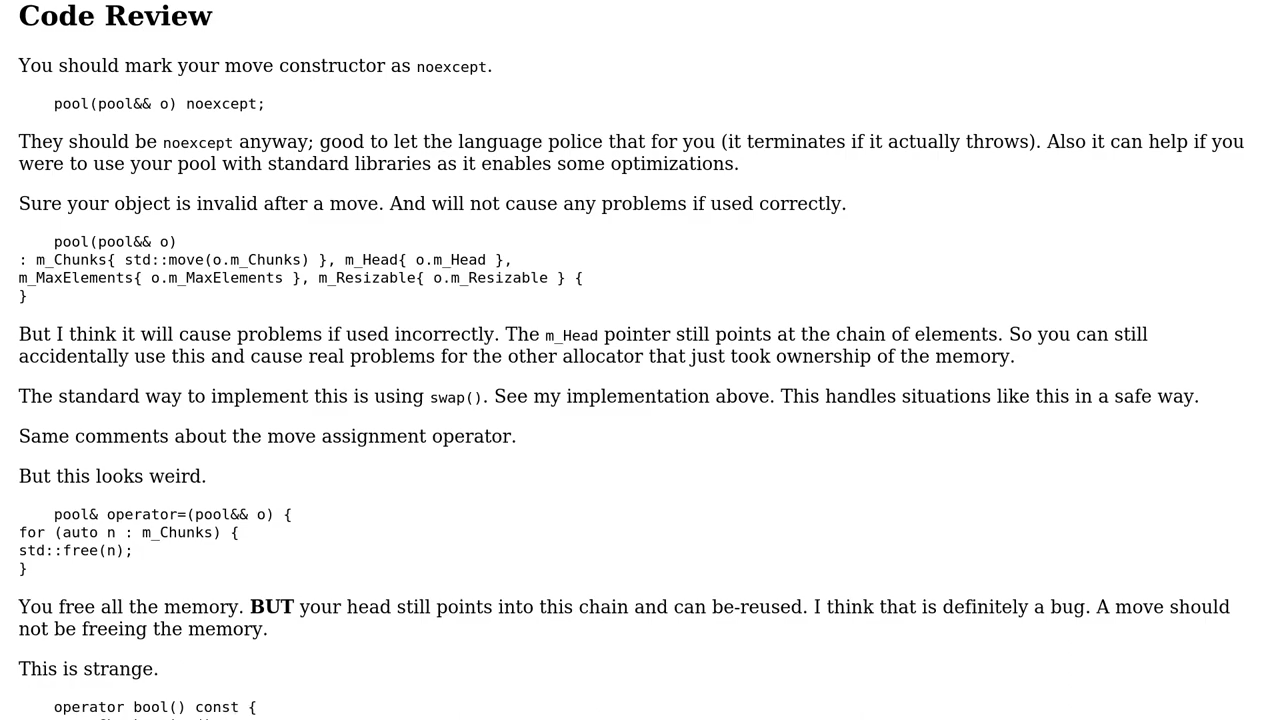 Code Review
You should mark your move constructor as noexcept.
pool(pool&& o) noexcept;
They should be noexcept anyway; good to let the language police that for you (it terminates if it actually throws). Also it can help if you
were to use your pool with standard libraries as it enables some optimizations.
Sure your object is invalid after a move. And will not cause any problems if used correctly.
pool(pool&& o)
: m_Chunks{ std::move(o.m_Chunks) }, m_Head{ o.m_Head },
m_MaxElements{ o.m_MaxElements }, m_Resizable{ o.m_Resizable } {
}
But I think it will cause problems if used incorrectly. The m_Head pointer still points at the chain of elements. So you can still
accidentally use this and cause real problems for the other allocator that just took ownership of the memory.
The standard way to implement this is using swap(). See my implementation above. This handles situations like this in a safe way.
Same comments about the move assignment operator.
But this looks weird.
pool& operator=(pool&& o) {
for (auto n : m_Chunks) {
std::free(n);
}
You free all the memory. BUT your head still points into this chain and can be-reused. I think that is definitely a bug. A move should
not be freeing the memory.
This is strange.
operator bool() const {